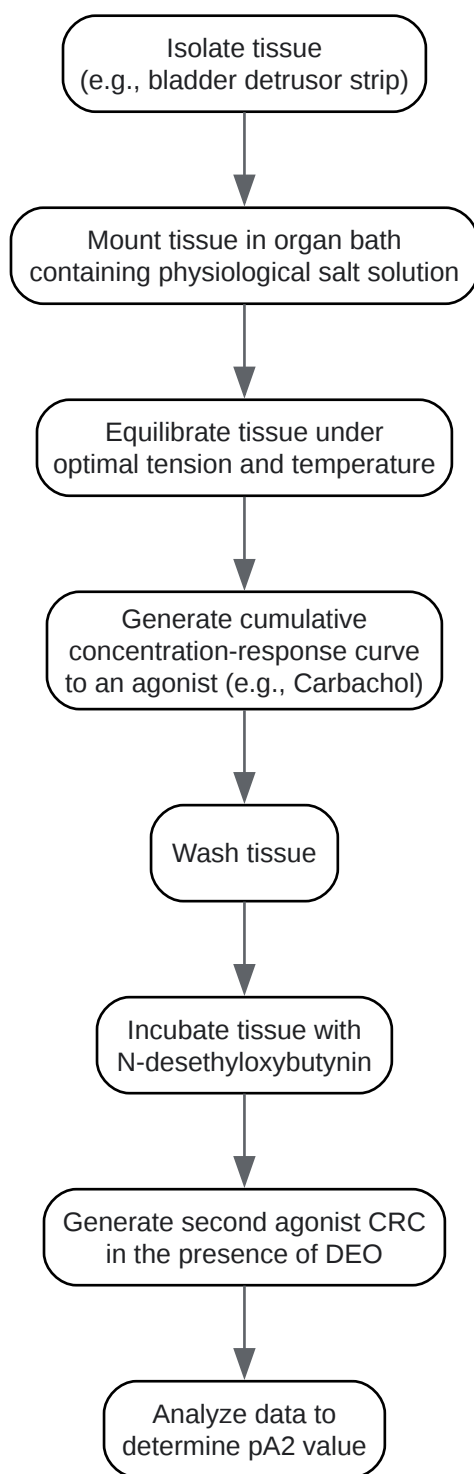 Isolate tissue
(e.g., bladder detrusor strip)
Mount tissue in organ bath
containing physiological salt solution
Equilibrate tissue under
optimal tension and temperature
Generate cumulative
concentration-response curve
to an agonist (e.g., Carbachol)
Wash tissue
Incubate tissue with
N-desethyloxybutynin
Generate second agonist CRC
in the presence of DEO
Analyze data to
determine pA2 value